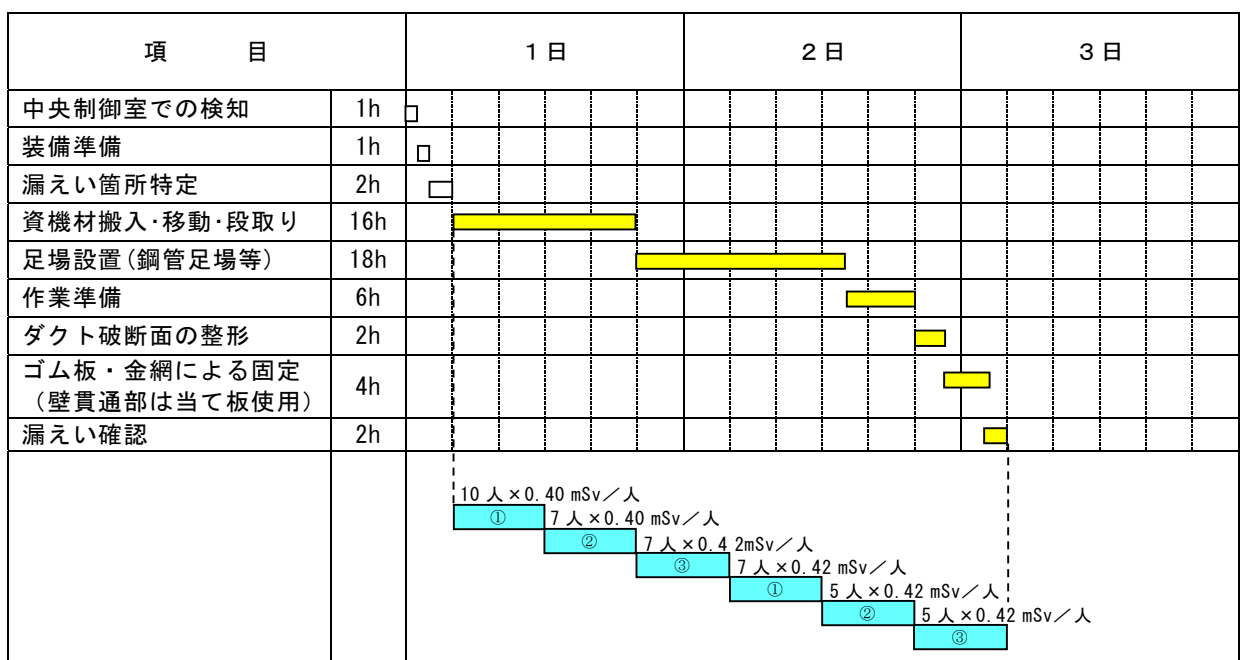 項　　目　1日　2日　3日
中央制御室での検知　1h
装備準備　1h
漏えい箇所特定　2h
資機材搬入･移動･段取り　16h
足場設置(鋼管足場等)　18h
作業準備　6h
ダクト破断面の整形　2h
ゴム板・金網による固定
（壁貫通部は当て板使用）　4h
漏えい確認　2h
10 人×0.40 mSv／人
①　7 人×0.40 mSv／人
②　7 人×0.4 2mSv／人
③　7 人×0.42 mSv／人
①　5 人×0.42 mSv／人
②　5 人×0.42 mSv／人
③